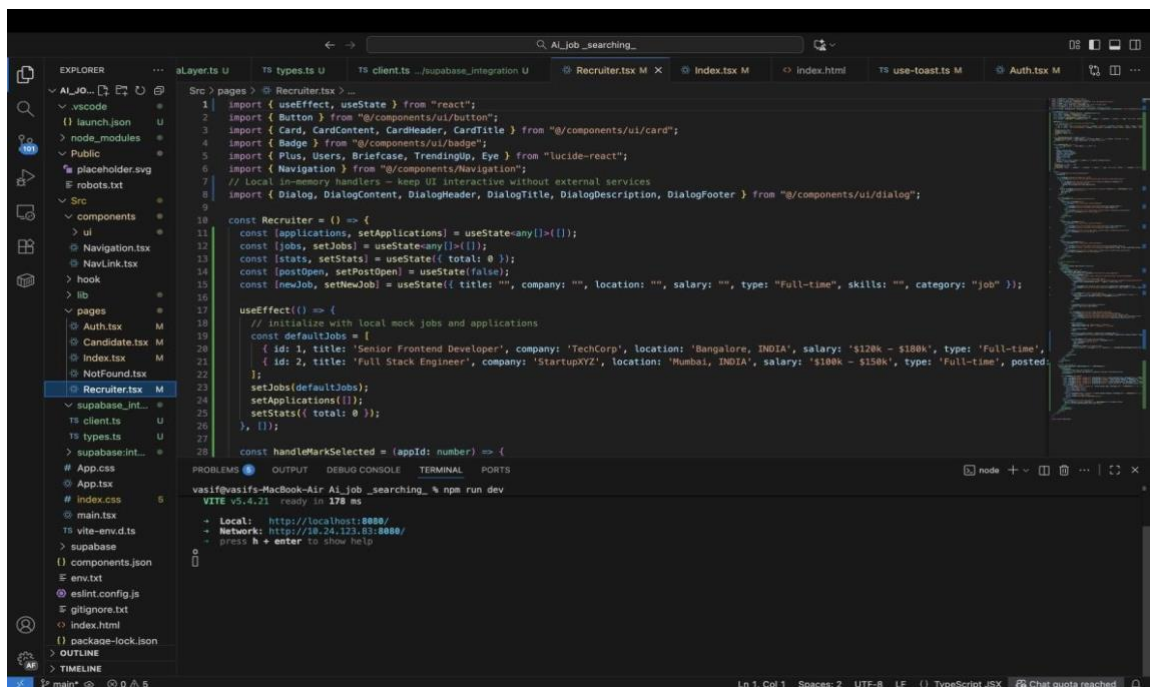 Ai_job _searching_
EXPLORER
AI_JO...
.vscode
launch.json U
node_modules
Public
placeholder.svg
robots.txt
Src
components
ui
Navigation.tsx
NavLink.tsx
hook
lib
pages
Auth.tsx M
Candidate.tsx M
Index.tsx M
NotFound.tsx
Recruiter.tsx M
supabase_int...
TS client.ts U
TS types.ts U
supabase:int...
# App.css
App.tsx
# index.css 5
main.tsx
TS vite-env.d.ts
supabase
components.json
env.txt
eslint.config.js
gitignore.txt
index.html
package-lock.json
OUTLINE
TIMELINE
101
AF
aLayer.ts U TS types.ts U TS client.ts .../supabase_integration U Recruiter.tsx M Index.tsx M index.html TS use-toast.ts M Auth.tsx M
Src > pages > Recruiter.tsx > ...
1 import { useEffect, useState } from "react";
2 import { Button } from "@/components/ui/button";
3 import { Card, CardContent, CardHeader, CardTitle } from "@/components/ui/card";
4 import { Badge } from "@/components/ui/badge";
5 import { Plus, Users, Briefcase, TrendingUp, Eye } from "lucide-react";
6 import { Navigation } from "@/components/Navigation";
7 // Local in-memory handlers — keep UI interactive without external services
8 import { Dialog, DialogContent, DialogHeader, DialogTitle, DialogDescription, DialogFooter } from "@/components/ui/dialog";
9
10 const Recruiter = () => {
11 const [applications, setApplications] = useState<any[]>([]);
12 const [jobs, setJobs] = useState<any[]>([]);
13 const [stats, setStats] = useState({ total: 0 });
14 const [postOpen, setPostOpen] = useState(false);
15 const [newJob, setNewJob] = useState({ title: "", company: "", location: "", salary: "", type: "Full-time", skills: "", category: "job" });
16
17 useEffect(() => {
18 // initialize with local mock jobs and applications
19 const defaultJobs = [
20 { id: 1, title: 'Senior Frontend Developer', company: 'TechCorp', location: 'Bangalore, INDIA', salary: '$120k – $180k', type: 'Full-time',
21 { id: 2, title: 'Full Stack Engineer', company: 'StartupXYZ', location: 'Mumbai, INDIA', salary: '$100k – $150k', type: 'Full-time', posted:
22 ];
23 setJobs(defaultJobs);
24 setApplications([]);
25 setStats({ total: 0 });
26 }, []);
27
28 const handleMarkSelected = (appId: number) => {
PROBLEMS 5 OUTPUT DEBUG CONSOLE TERMINAL PORTS node
vasif@vasifs-MacBook-Air Ai_job _searching_ % npm run dev
VITE v5.4.21 ready in 178 ms
→ Local: http://localhost:8080/
→ Network: http://10.24.123.83:8080/
→ press h + enter to show help
main* 0 5 Ln 1, Col 1 Spaces: 2 UTF-8 LF {} TypeScript JSX Chat quota reached